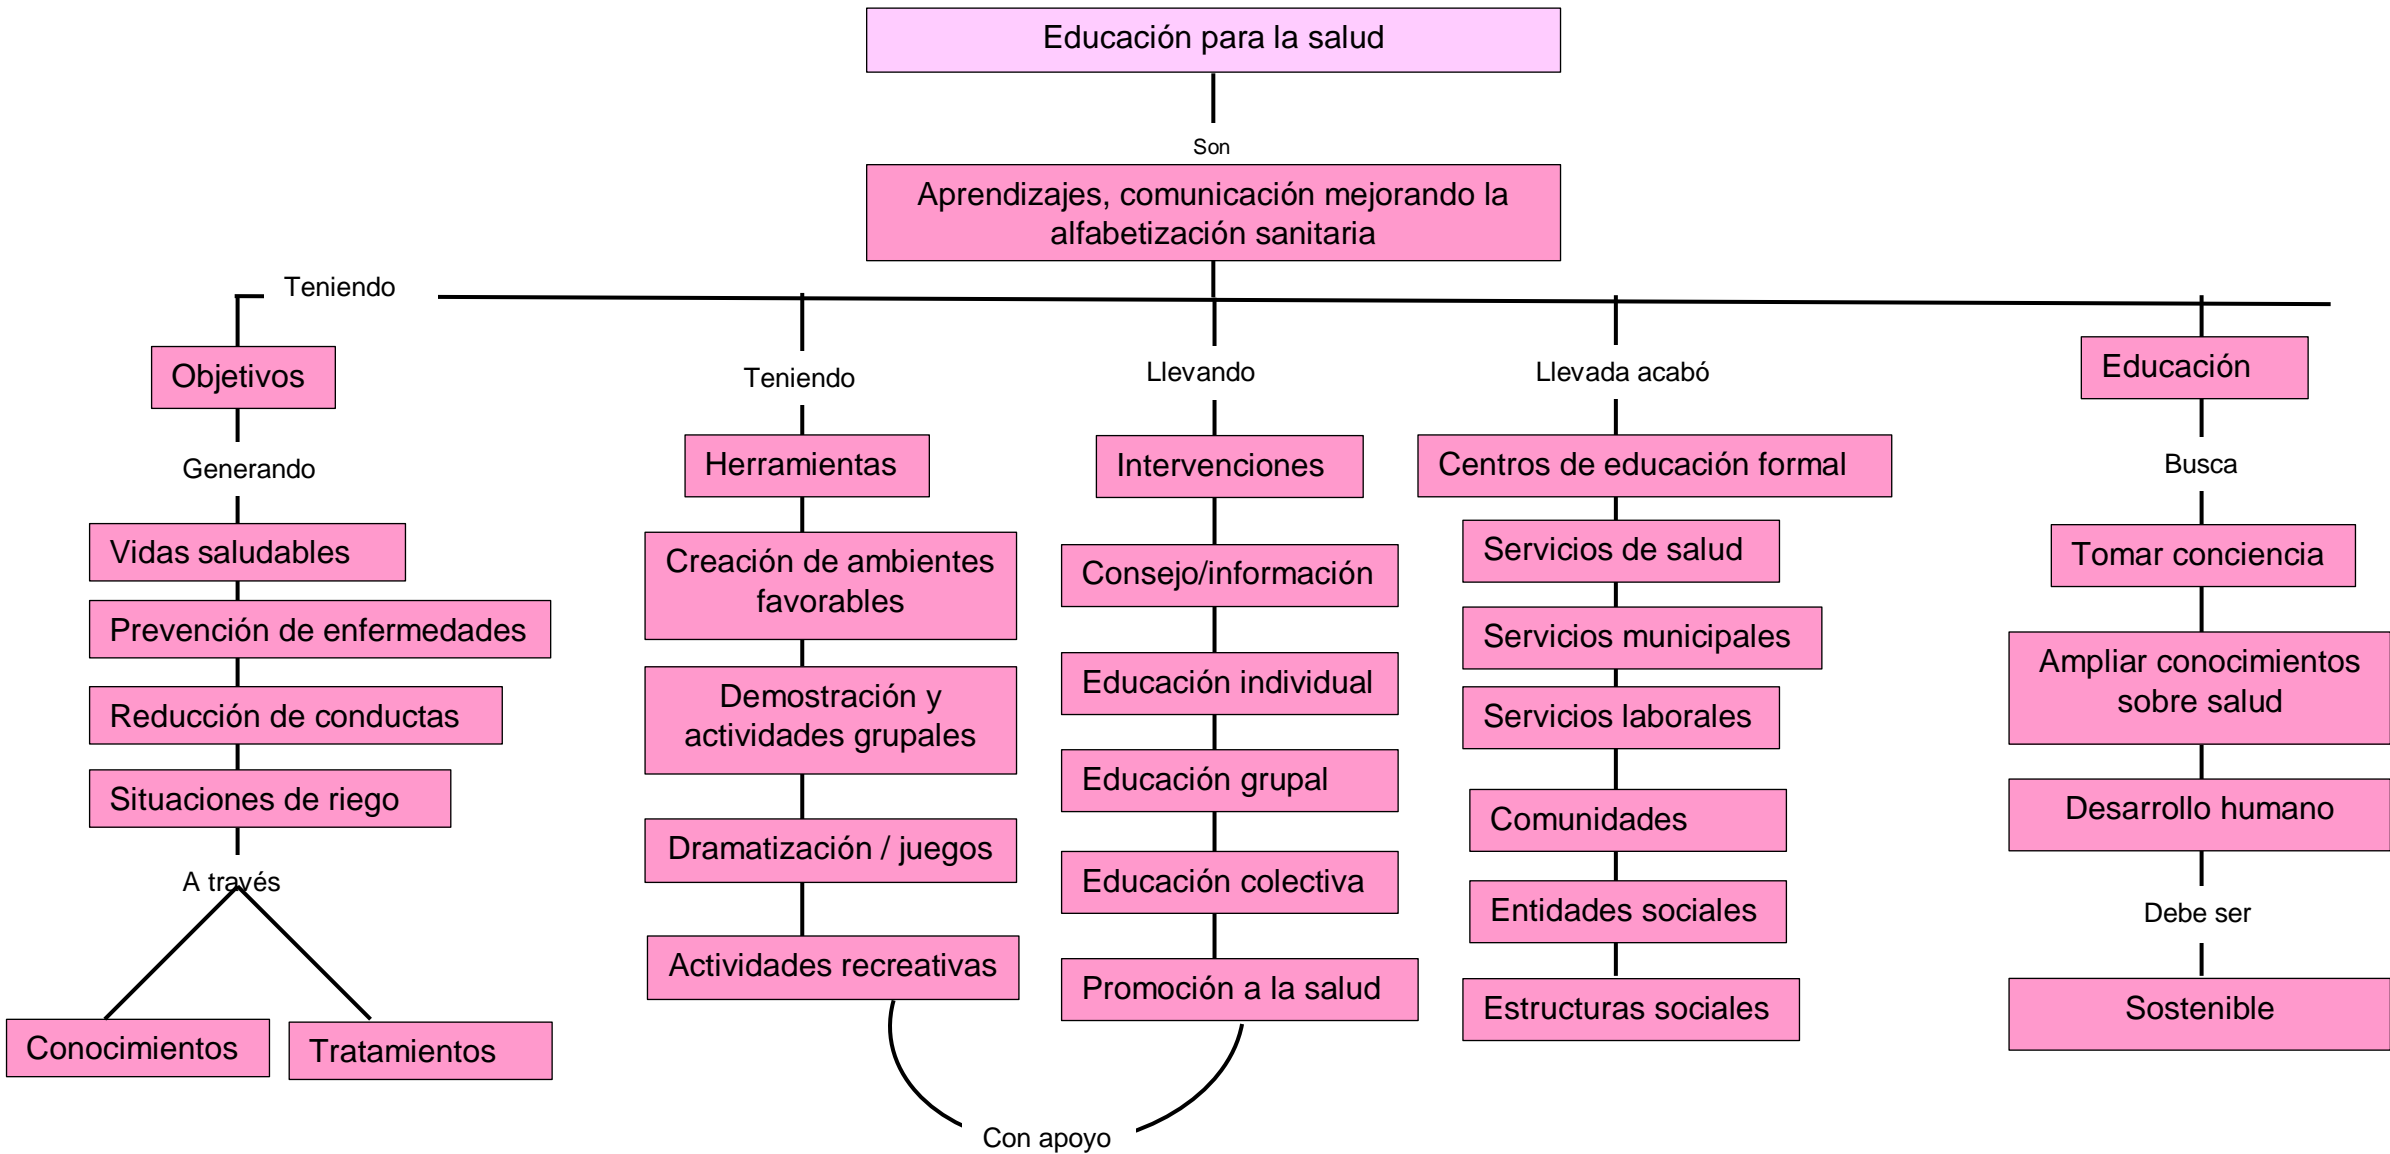 Educación para la salud
Son
Aprendizajes, comunicación mejorando la
alfabetización sanitaria
Teniendo
Objetivos
Generando
Vidas saludables
Prevención de enfermedades
Reducción de conductas
Situaciones de riego
A través
Conocimientos
Tratamientos
Teniendo
Herramientas
Creación de ambientes
favorables
Demostración y
actividades grupales
Dramatización / juegos
Actividades recreativas
Llevando
Intervenciones
Consejo/información
Educación individual
Educación grupal
Educación colectiva
Promoción a la salud
Con apoyo
Llevada acabó
Centros de educación formal
Servicios de salud
Servicios municipales
Servicios laborales
Comunidades
Entidades sociales
Estructuras sociales
Educación
Busca
Tomar conciencia
Ampliar conocimientos
sobre salud
Desarrollo humano
Debe ser
Sostenible